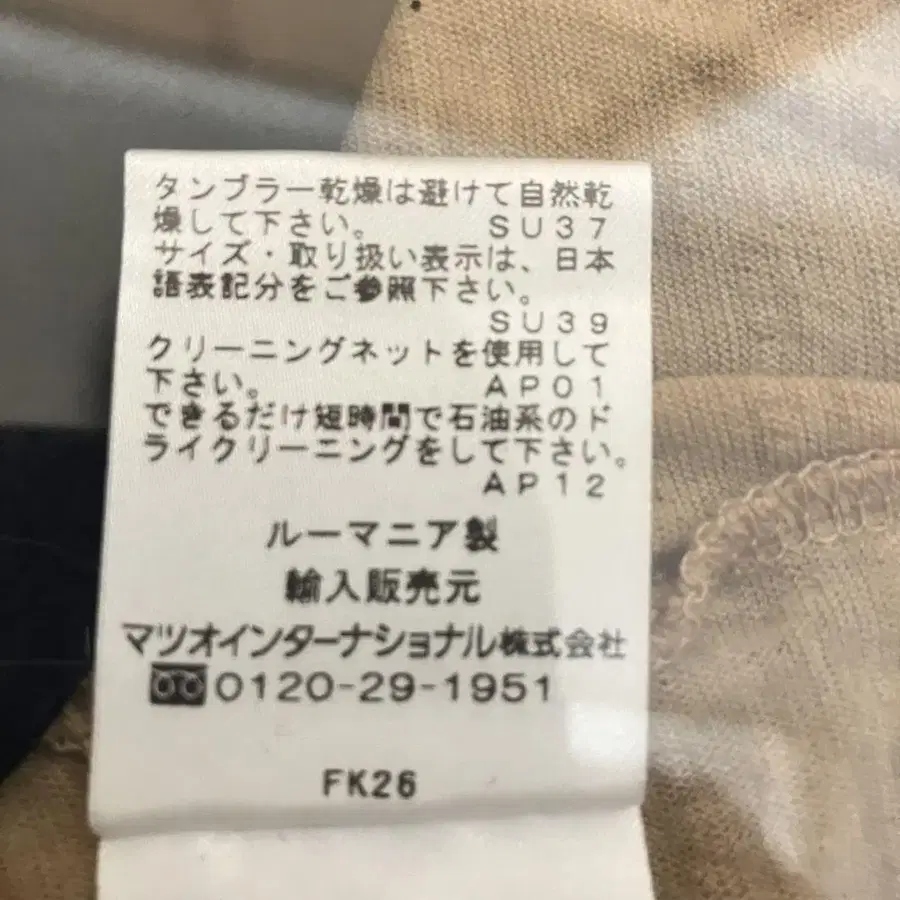 タンブラー乾燥は避けて自然乾
燥して下さい。 SU37
サイズ・取り扱い表示は、日本
語表記分をご参照下さい。
SU39
クリーニングネットを使用して
下さい。 AP01
できるだけ短時間で石油系のド
ライクリーニングをして下さい。
AP12
ルーマニア製
輸入販売元
マツオインターナショナル株式会社
0120-29-1951
FK26